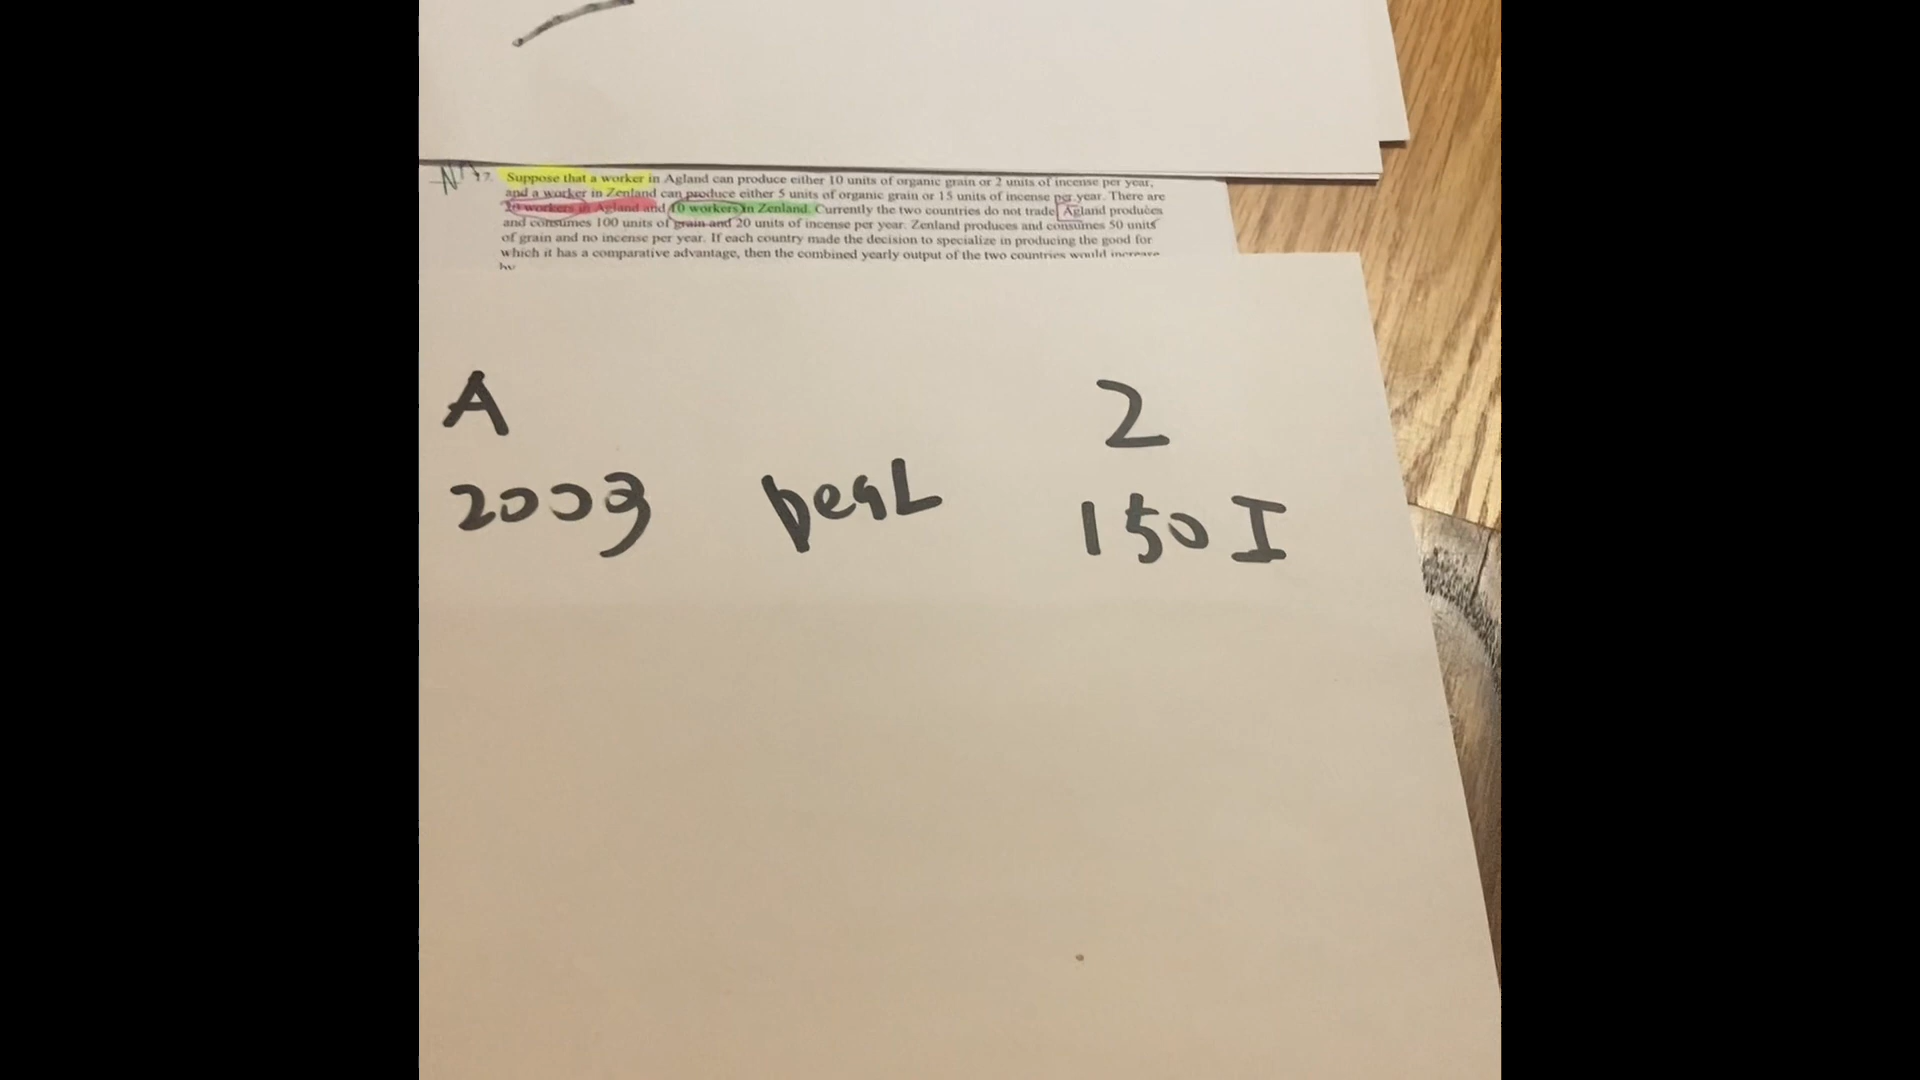 17. Suppose that a worker in Agland can produce either 10 units of organic grain or 2 units of incense per year,
and a worker in Zenland can produce either 5 units of organic grain or 15 units of incense per year. There are
20 workers in Agland and 10 workers in Zenland. Currently the two countries do not trade. Agland produces
and consumes 100 units of grain and 20 units of incense per year. Zenland produces and consumes 50 units
of grain and no incense per year. If each country made the decision to specialize in producing the good for
which it has a comparative advantage, then the combined yearly output of the two countries would increase
by
A Z
200g 150 I